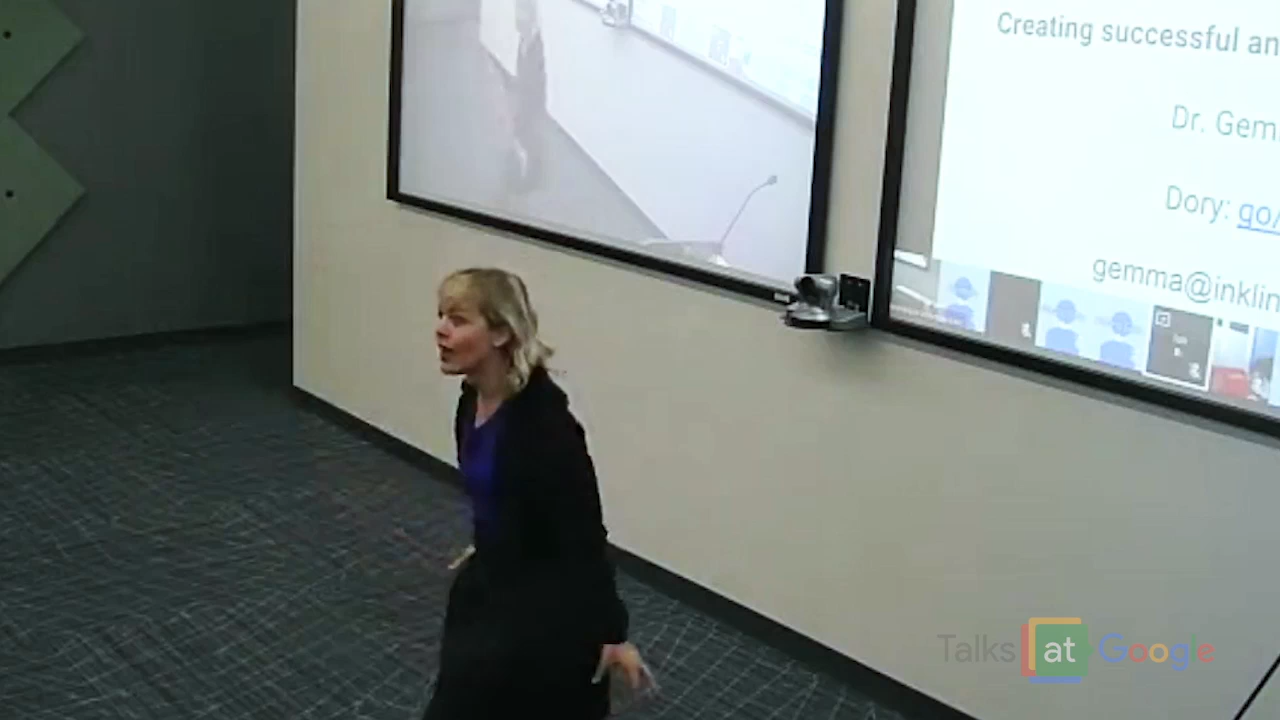 Creating successful an
Dr. Gem
Dory: go/
gemma@inklin
Talks at Google